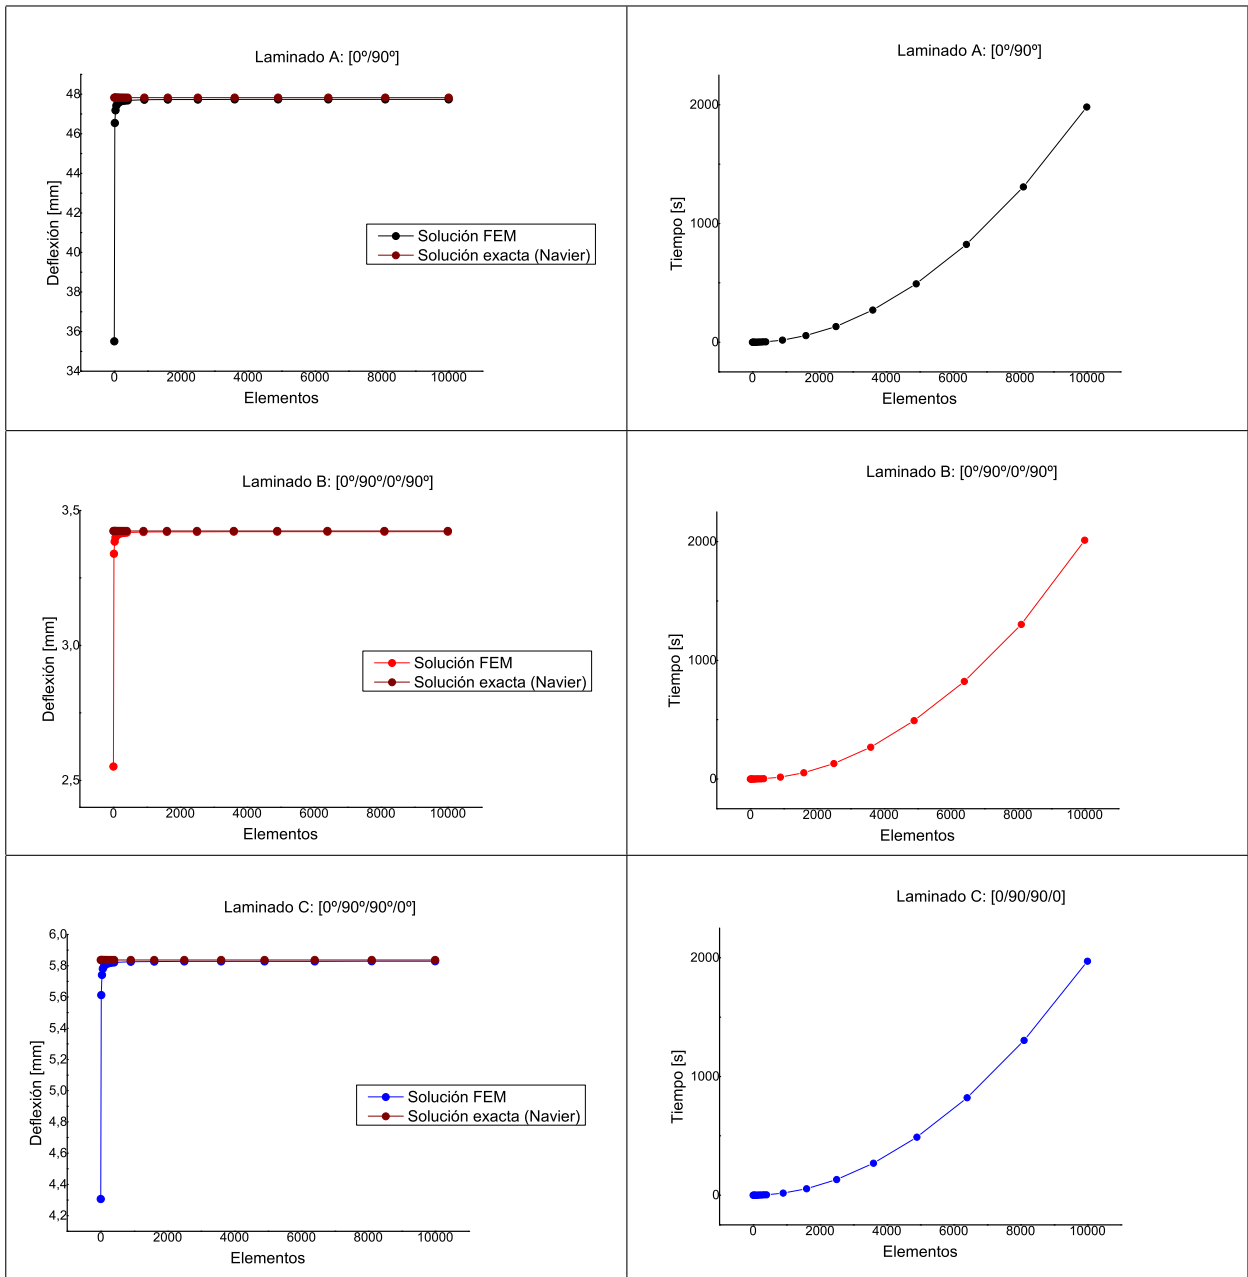 Laminado A: [0º/90º]
48
46
44
42
40
38
36
34
Deflexión [mm]
Solución FEM
Solución exacta (Navier)
0 2000 4000 6000 8000 10000
Elementos
Laminado A: [0º/90º]
2000
1000
0
Tiempo [s]
0 2000 4000 6000 8000 10000
Elementos
Laminado B: [0º/90º/0º/90º]
3,5
3,0
2,5
Deflexión [mm]
Solución FEM
Solución exacta (Navier)
0 2000 4000 6000 8000 10000
Elementos
Laminado B: [0º/90º/0º/90º]
2000
1000
0
Tiempo [s]
0 2000 4000 6000 8000 10000
Elementos
Laminado C: [0º/90º/90º/0º]
6,0
5,8
5,6
5,4
5,2
5,0
4,8
4,6
4,4
4,2
Deflexión [mm]
Solución FEM
Solución exacta (Navier)
0 2000 4000 6000 8000 10000
Elementos
Laminado C: [0/90/90/0]
2000
1000
0
Tiempo [s]
0 2000 4000 6000 8000 10000
Elementos